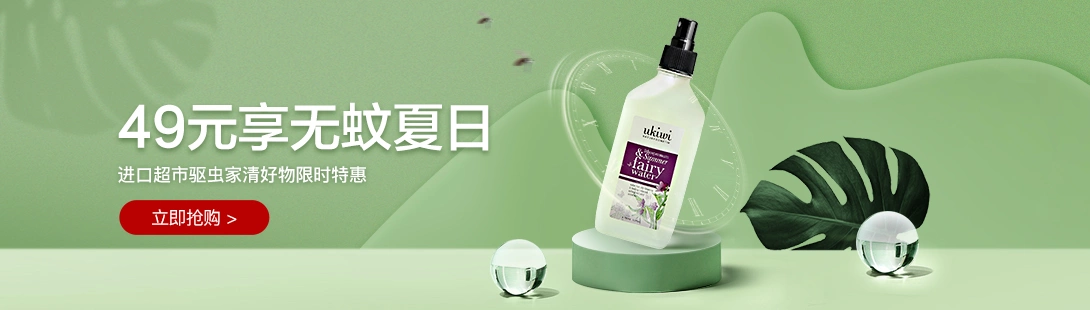 49元享无蚊夏日
进口超市驱虫家清好物限时特惠
立即抢购 >
ukiwi
& Summer
fairy
water